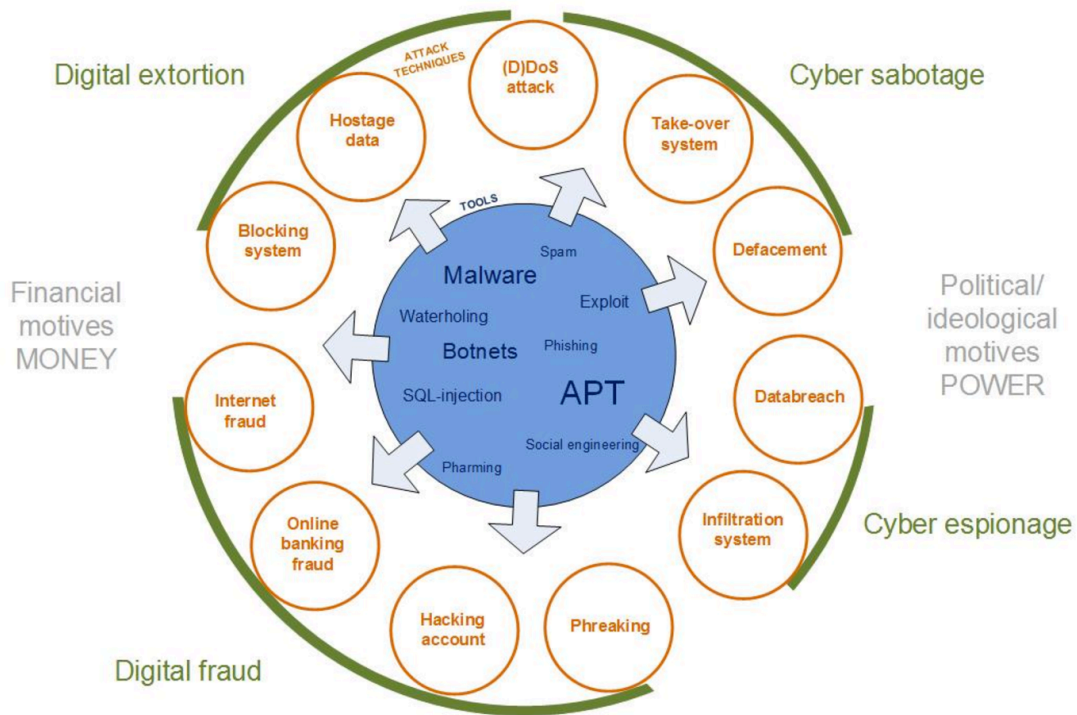 Digital extortion
Cyber sabotage
ATTACK
TECHNIQUES
(D)DoS
attack
Hostage
data
Take-over
system
Blocking
system
Defacement
TOOLS
Spam
Malware
Exploit
Waterholing
Botnets
Phishing
SQL-injection
APT
Social engineering
Pharming
Financial
motives
MONEY
Political/
ideological
motives
POWER
Internet
fraud
Databreach
Online
banking
fraud
Infiltration
system
Cyber espionage
Hacking
account
Phreaking
Digital fraud